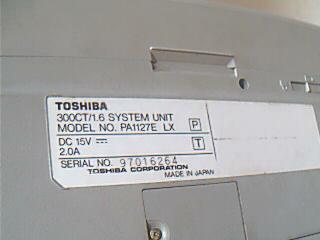 TOSHIBA
300CT/1.6 SYSTEM UNIT
MODEL NO. PA1127E LX P
DC 15V T
2.0A
SERIAL NO. 97016264
TOSHIBA CORPORATION
MADE IN JAPAN